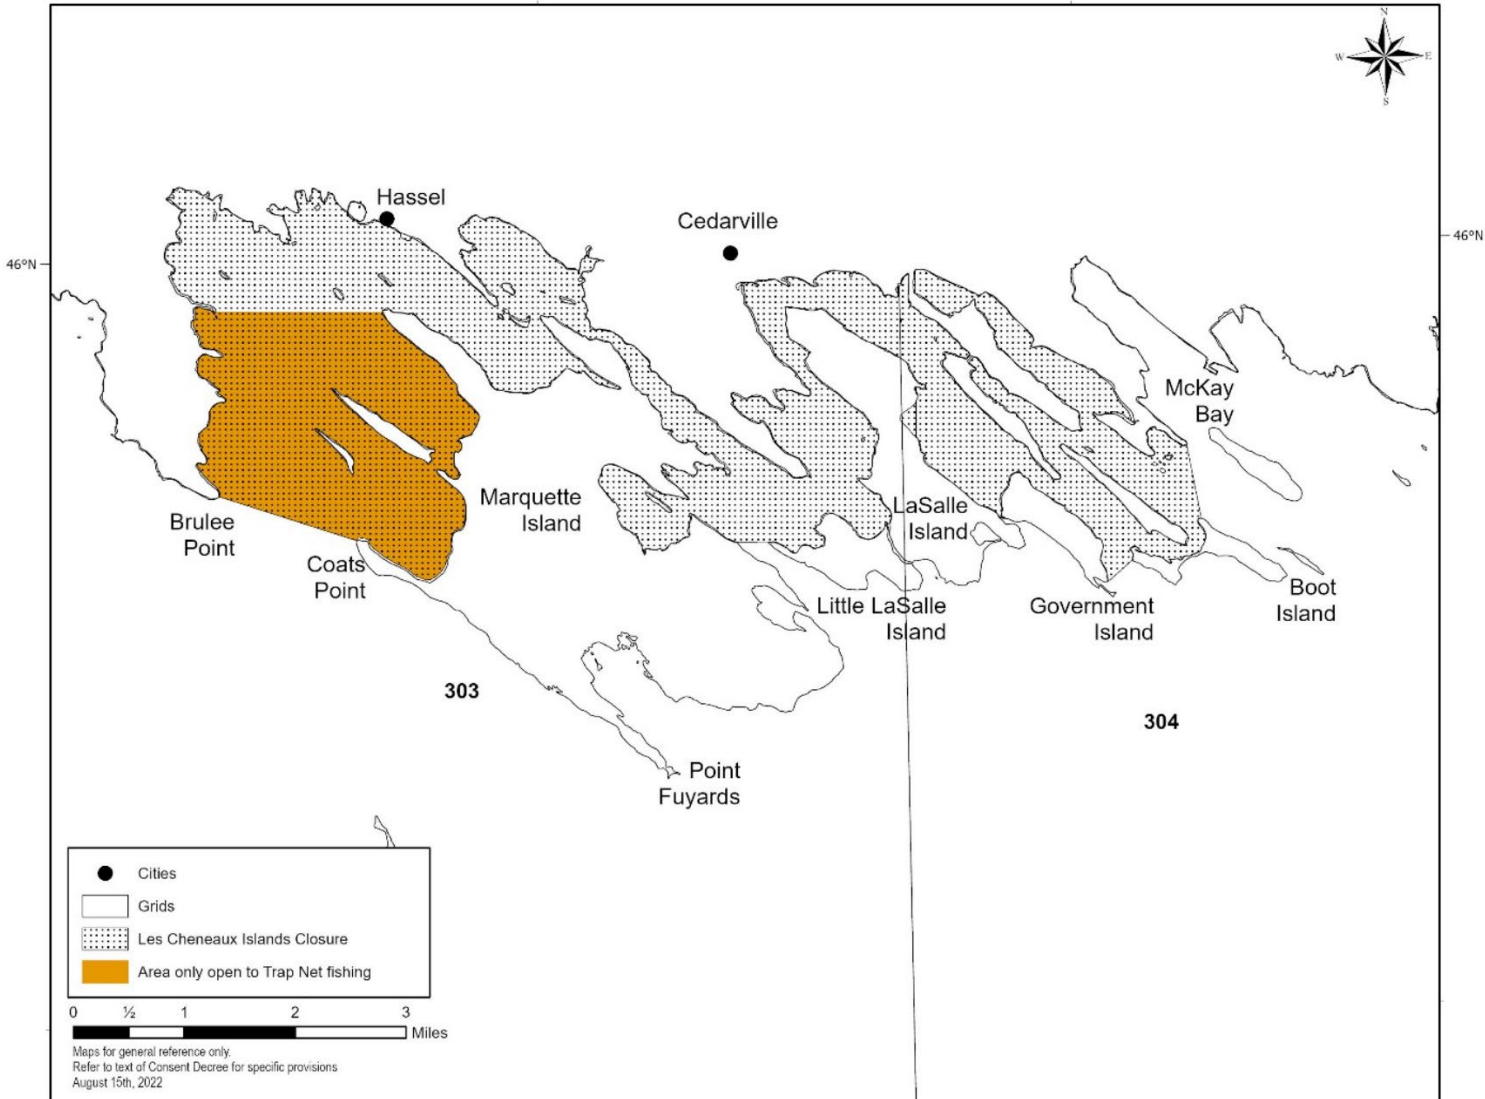 N
W
E
S
Hassel
Cedarville
46°N
46°N
McKay
Bay
Marquette
Island
LaSalle
Island
Brulee
Point
Coats
Point
Little LaSalle
Island
Government
Island
Boot
Island
303
304
Point
Fuyards
Cities
Grids
Les Cheneaux Islands Closure
Area only open to Trap Net fishing
0 ½ 1 2 3
Miles
Maps for general reference only.
Refer to text of Consent Decree for specific provisions
August 15th, 2022